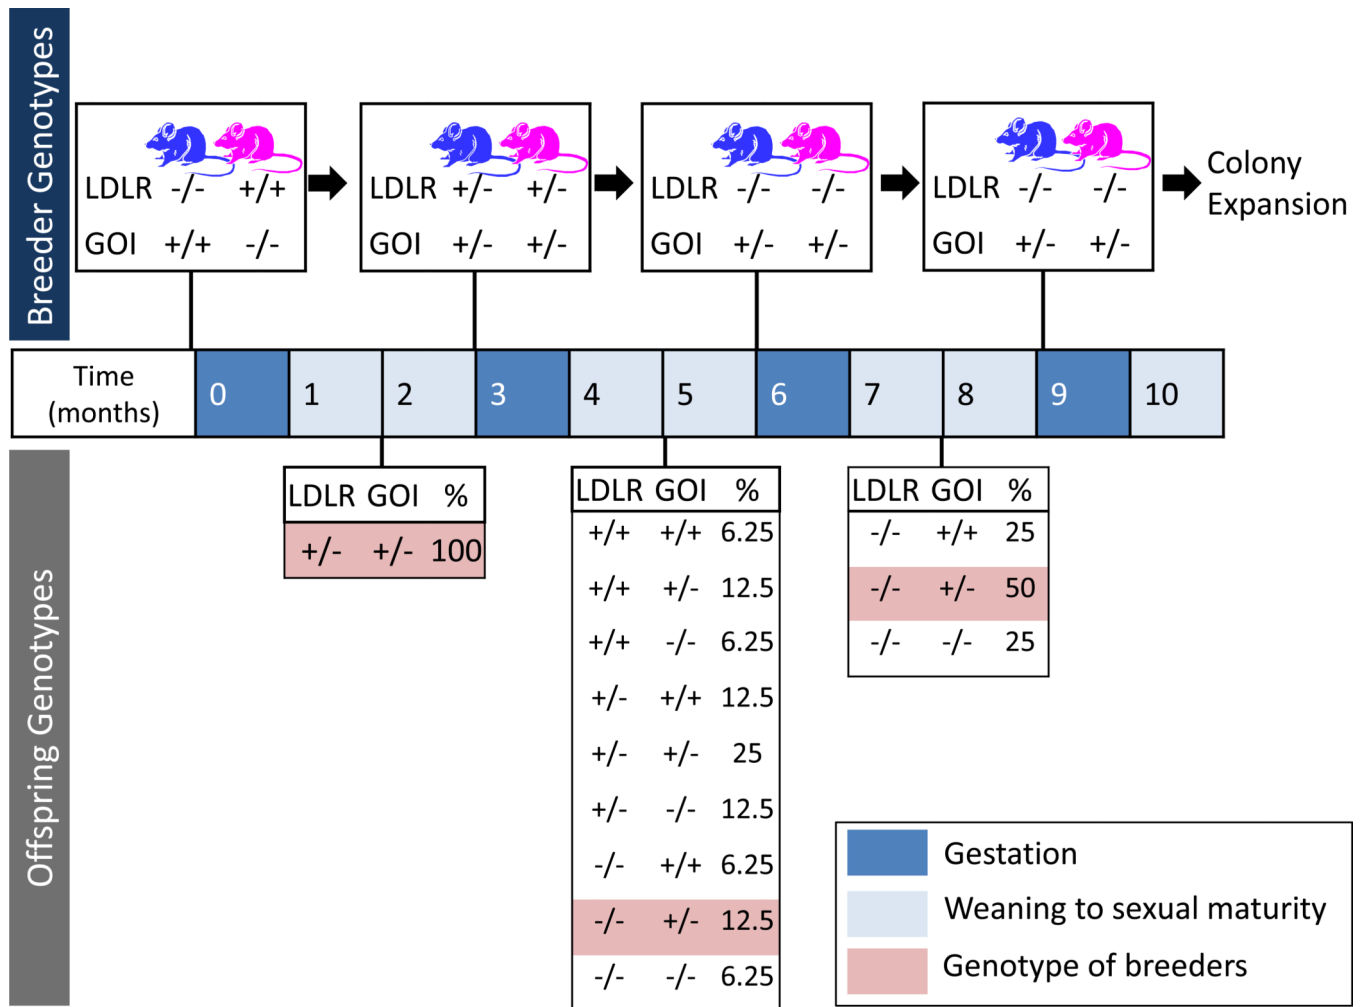 Breeder Genotypes
LDLR -/- +/+
GOI +/+ -/-
LDLR +/- +/-
GOI +/- +/-
LDLR -/- -/-
GOI +/- +/-
LDLR -/- -/-
GOI +/- +/-
Colony
Expansion
Time
(months)
0 1 2 3 4 5 6 7 8 9 10
Offspring Genotypes
LDLR GOI %
+/- +/- 100
LDLR GOI %
+/+ +/+ 6.25
+/+ +/- 12.5
+/+ -/- 6.25
+/- +/+ 12.5
+/- +/- 25
+/- -/- 12.5
-/- +/+ 6.25
-/- +/- 12.5
-/- -/- 6.25
LDLR GOI %
-/- +/+ 25
-/- +/- 50
-/- -/- 25
Gestation
Weaning to sexual maturity
Genotype of breeders